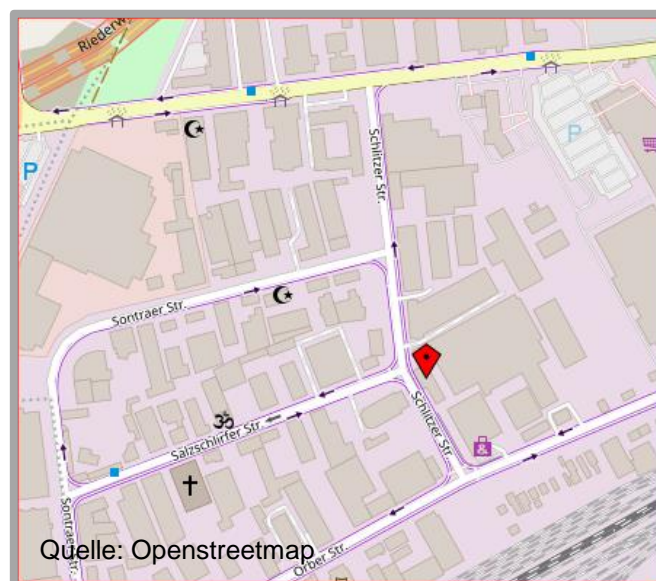 Riederw
P
Schlitzer Str.
P
Sontraer Str.
Salzschlirfer Str.
Schlitzer Str.
Sontraer Str.
Orber Str.
Quelle: Openstreetmap